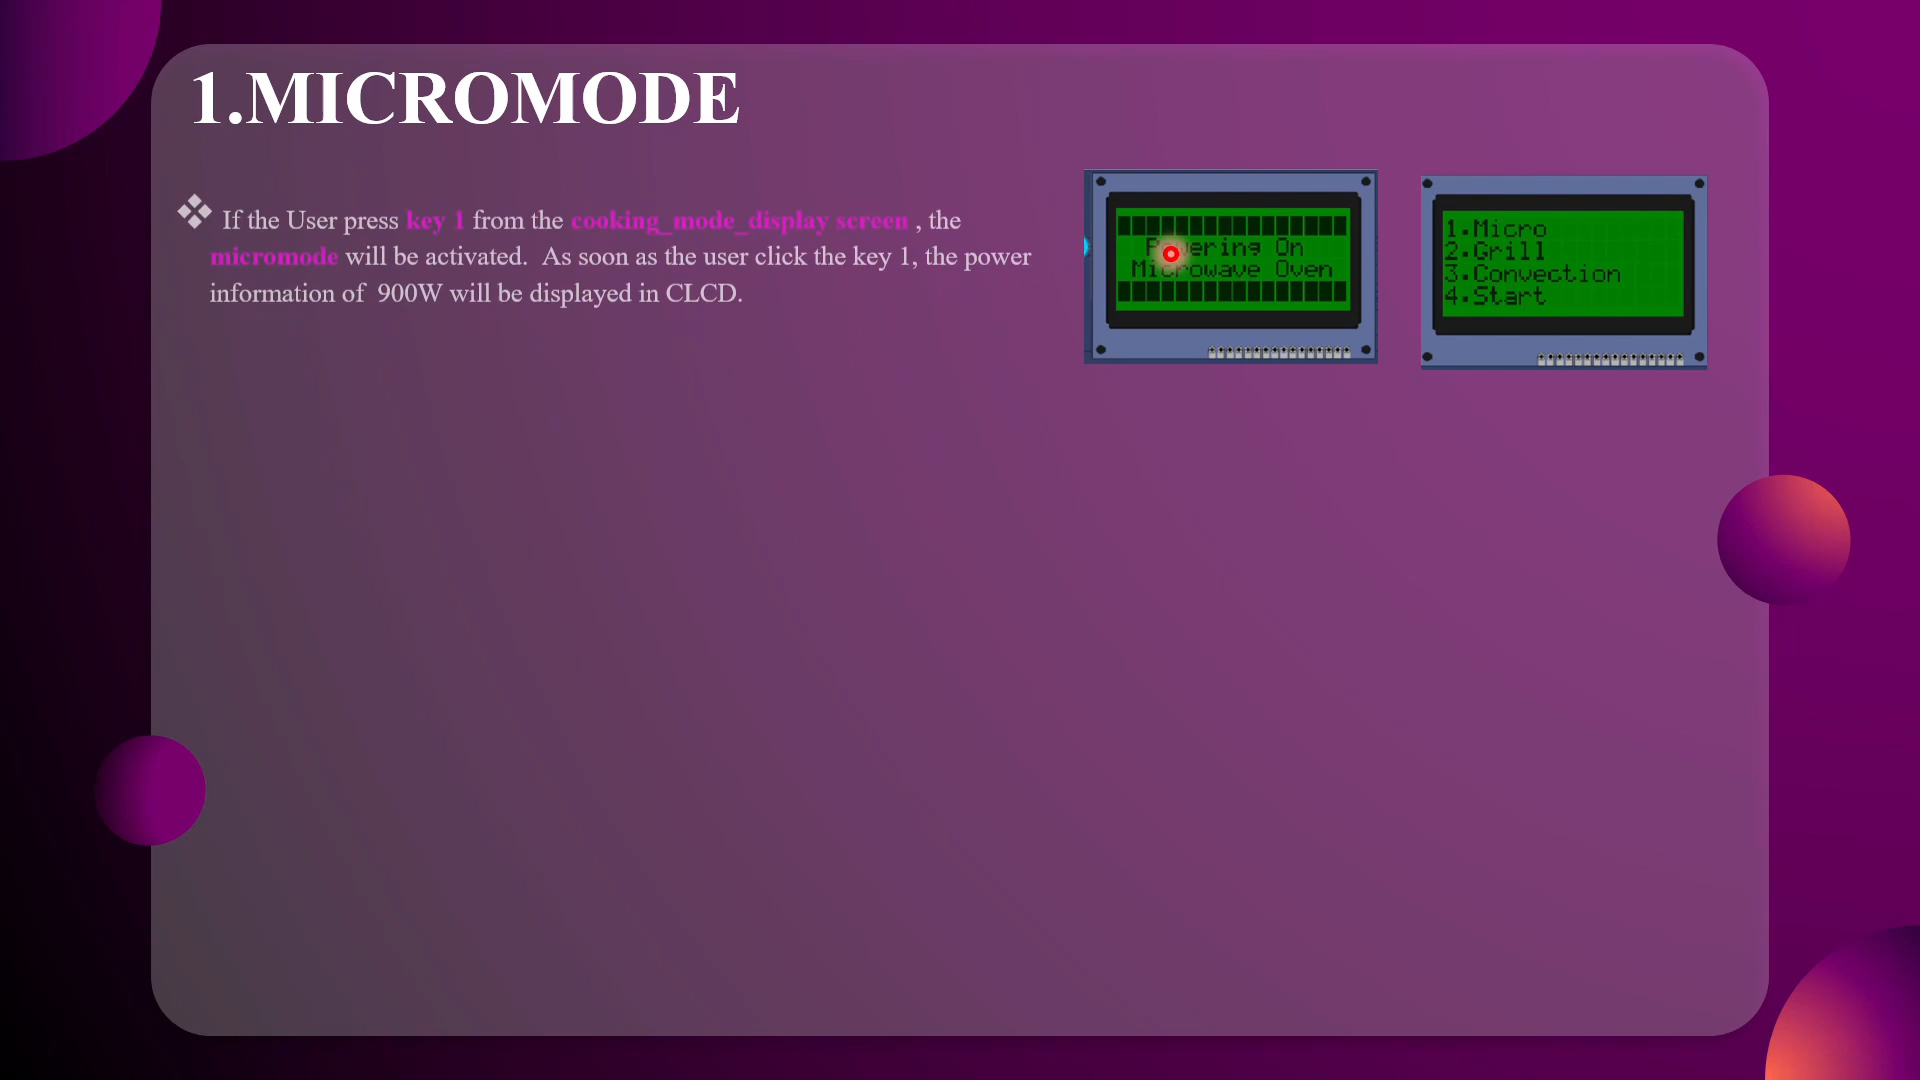 1.MICROMODE
If the User press key 1 from the cooking_mode_display screen , the
micromode will be activated.  As soon as the user click the key 1, the power
information of  900W will be displayed in CLCD.
Powering On
Microwave Oven
1.Micro
2.Grill
3.Convection
4.Start